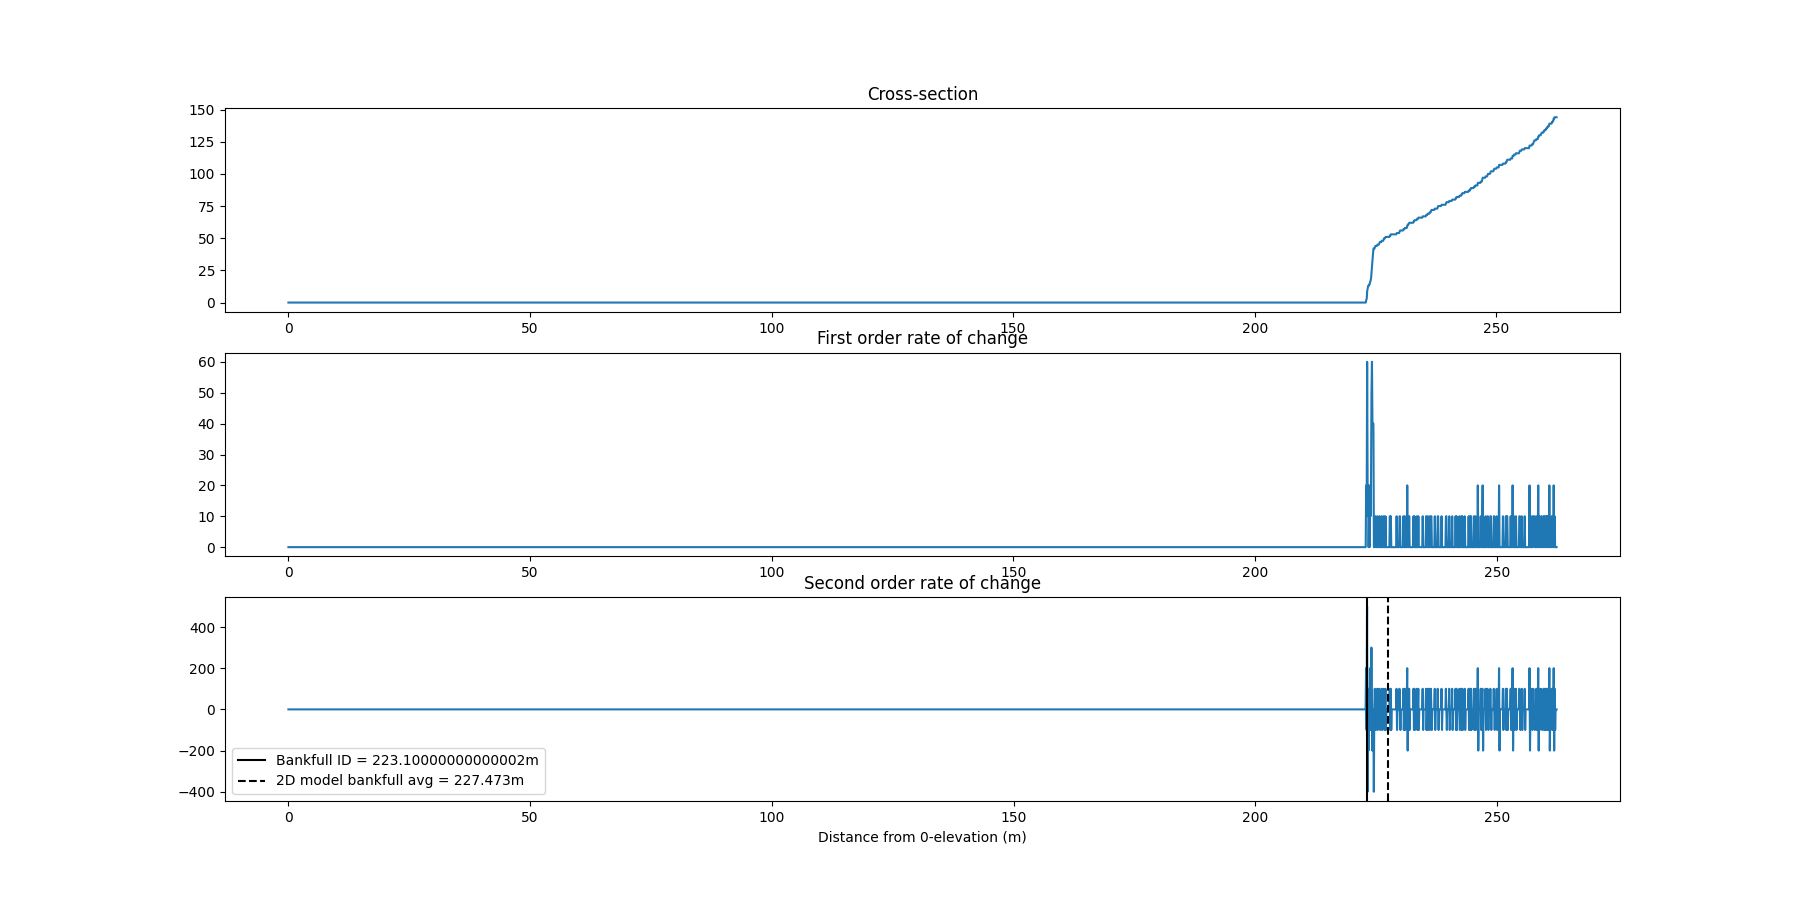 Cross-section
150
125
100
75
50
25
0
0 50 100 150 200 250
First order rate of change
60
50
40
30
20
10
0
0 50 100 150 200 250
Second order rate of change
400
200
0
−200
−400
Bankfull ID = 223.10000000000002m
2D model bankfull avg = 227.473m
0 50 100 150 200 250
Distance from 0-elevation (m)